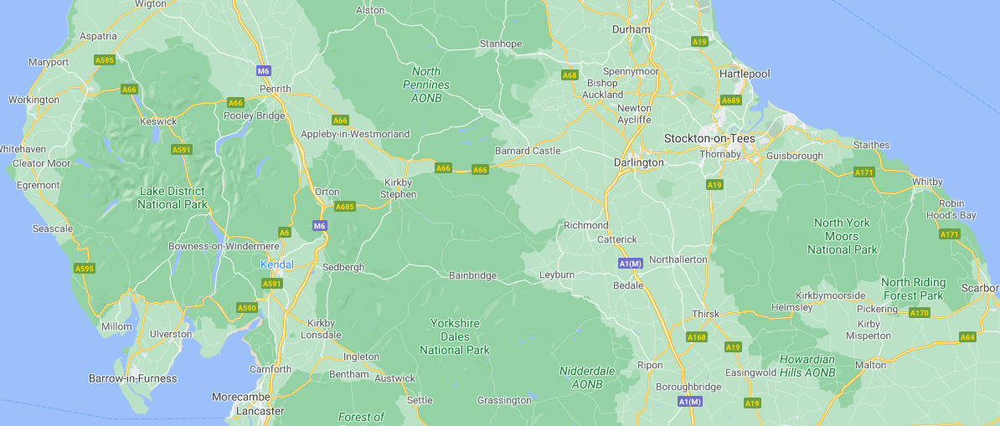 Wigton
Alston
Durham
A19
Aspatria
Stanhope
Maryport
A595
M6
North
Pennines
AONB
A68
Spennymoor
Hartlepool
Bishop
Auckland
Penrith
A66
Workington
A66
A689
Newton
Aycliffe
Keswick
Pooley Bridge
A66
Appleby-in-Westmorland
Stockton-on-Tees
Whitehaven
A591
Barnard Castle
Thornaby
Guisborough
Staithes
Cleator Moor
Darlington
A66
A66
A171
Egremont
Kirkby
Stephen
A19
Whitby
Lake District
National Park
Orton
A685
Robin
Hood's Bay
Seascale
A6
M6
Richmond
North York
Moors
National Park
A171
Catterick
Bowness-on-Windermere
Kendal
A595
Sedbergh
Bainbridge
Leyburn
A1(M)
Northallerton
A591
Bedale
North Riding
Forest Park
Scarbor
Kirkbymoorside
A590
Helmsley
Pickering
A170
Millom
Ulverston
Kirkby
Lonsdale
Yorkshire
Dales
National Park
Thirsk
Kirby
Misperton
A168
A19
A64
Ingleton
Nidderdale
AONB
Ripon
Howardian
Hills AONB
Malton
Carnforth
Bentham
Austwick
Easingwold
Barrow-in-Furness
Boroughbridge
Morecambe
Lancaster
Settle
Grassington
A1(M)
A19
Forest of